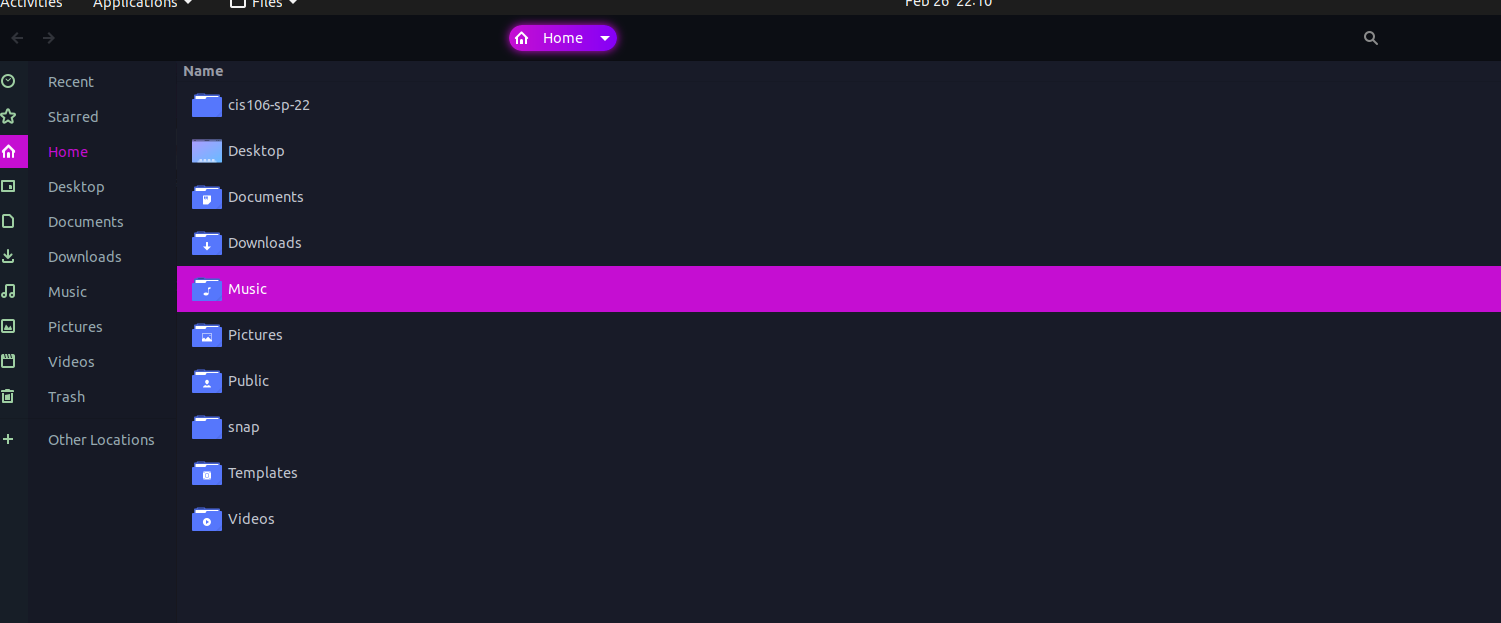 Activities Applications Files Feb 26 22:10
Home
Recent
Starred
Home
Desktop
Documents
Downloads
Music
Pictures
Videos
Trash
Other Locations
Name
cis106-sp-22
Desktop
Documents
Downloads
Music
Pictures
Public
snap
Templates
Videos